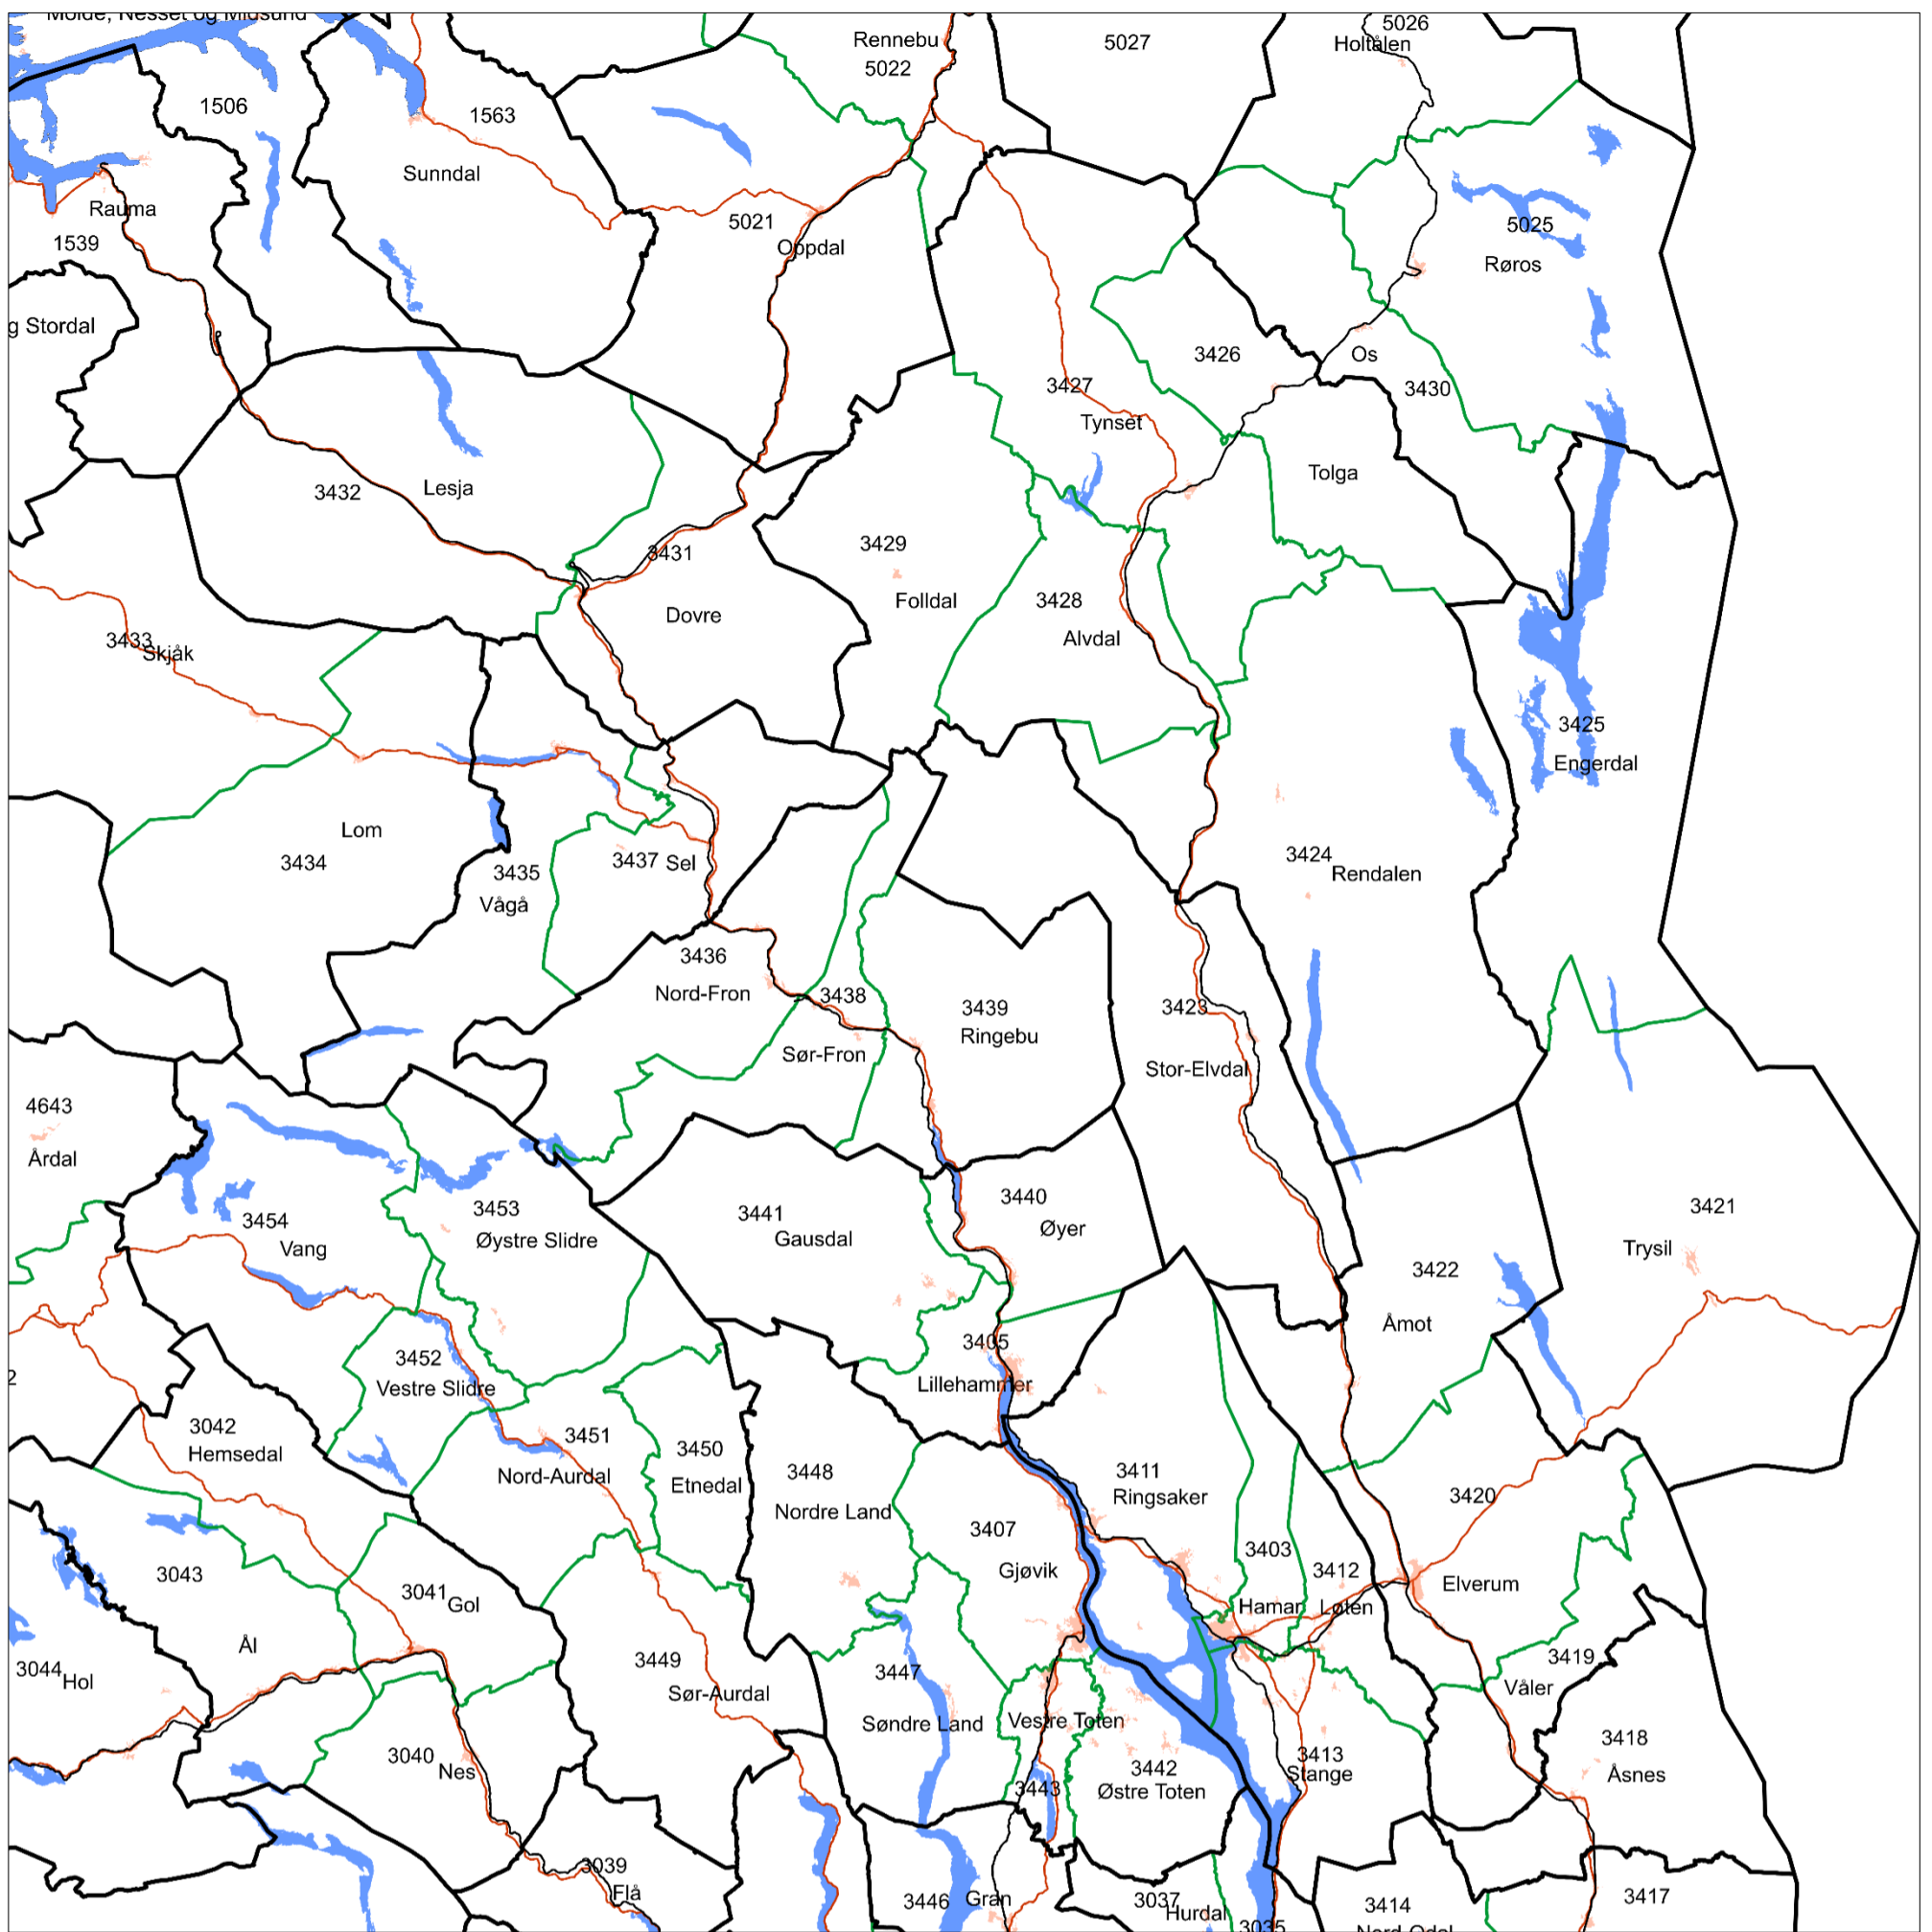 Molde, Nesset og Midsund
Rennebu
5022
5027
5026
Holtålen
1506
1563
Sunndal
5021
Oppdal
Rauma
1539
5025
Røros
g Stordal
3426
Os
3430
3427
Tynset
Tolga
3432
Lesja
3431
Dovre
3429
Folldal
3428
Alvdal
3433
Skjåk
3425
Engerdal
Lom
3434
3435
Vågå
3437
Sel
3424
Rendalen
3436
Nord-Fron
3438
Sør-Fron
3439
Ringebu
3423
Stor-Elvdal
4643
Årdal
3454
Vang
3453
Øystre Slidre
3441
Gausdal
3440
Øyer
3421
Trysil
3422
Åmot
3405
Lillehammer
2
3452
Vestre Slidre
3042
Hemsedal
3451
Nord-Aurdal
3450
Etnedal
3448
Nordre Land
3407
Gjøvik
3411
Ringsaker
3403
Hamar
3412
Løten
3420
Elverum
3043
Ål
3041
Gol
3044
Hol
3449
Sør-Aurdal
3447
Søndre Land
Vestre Toten
3443
3442
Østre Toten
3413
Stange
3419
Våler
3418
Åsnes
3040
Nes
3039
Flå
3446
Gran
3037
Hurdal
3035
3414
Nord-Odal
3417